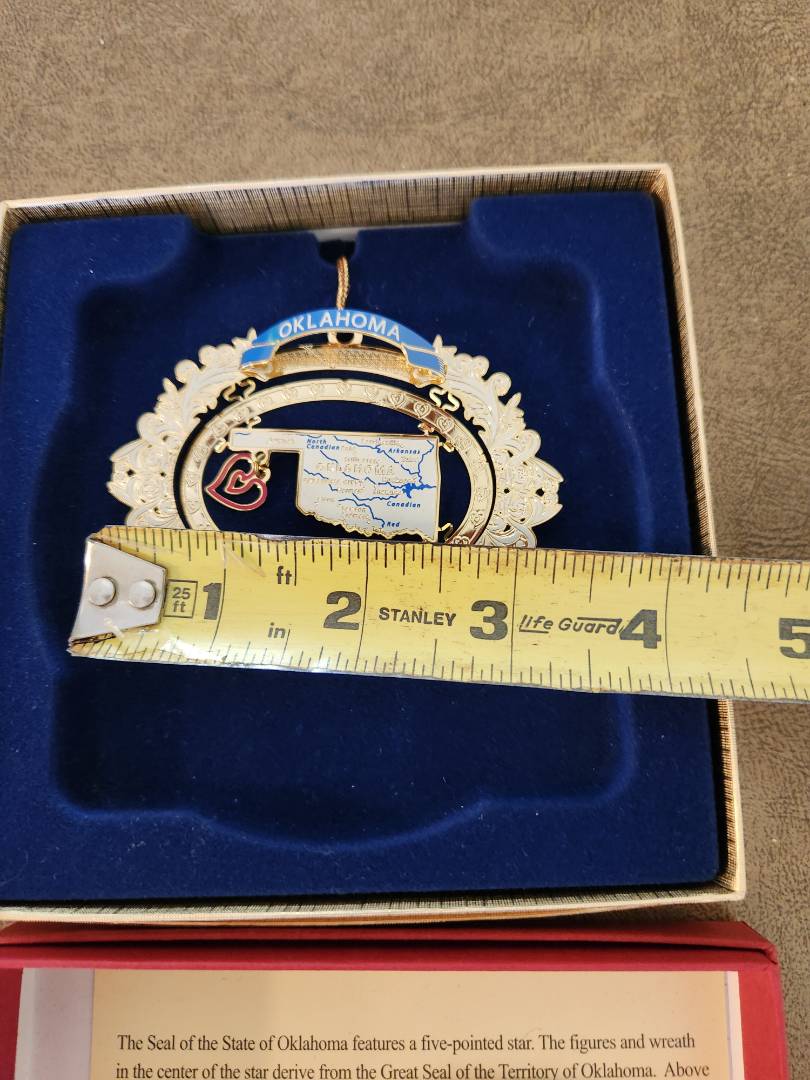 OKLAHOMA
North
Canadian
Arkansas
OKLAHOMA
Canadian
Red
25
ft
ft
in
1 2 STANLEY 3 life Guard 4 5
The Seal of the State of Oklahoma features a five-pointed star. The figures and wreath
in the center of the star derive from the Great Seal of the Territory of Oklahoma. Above